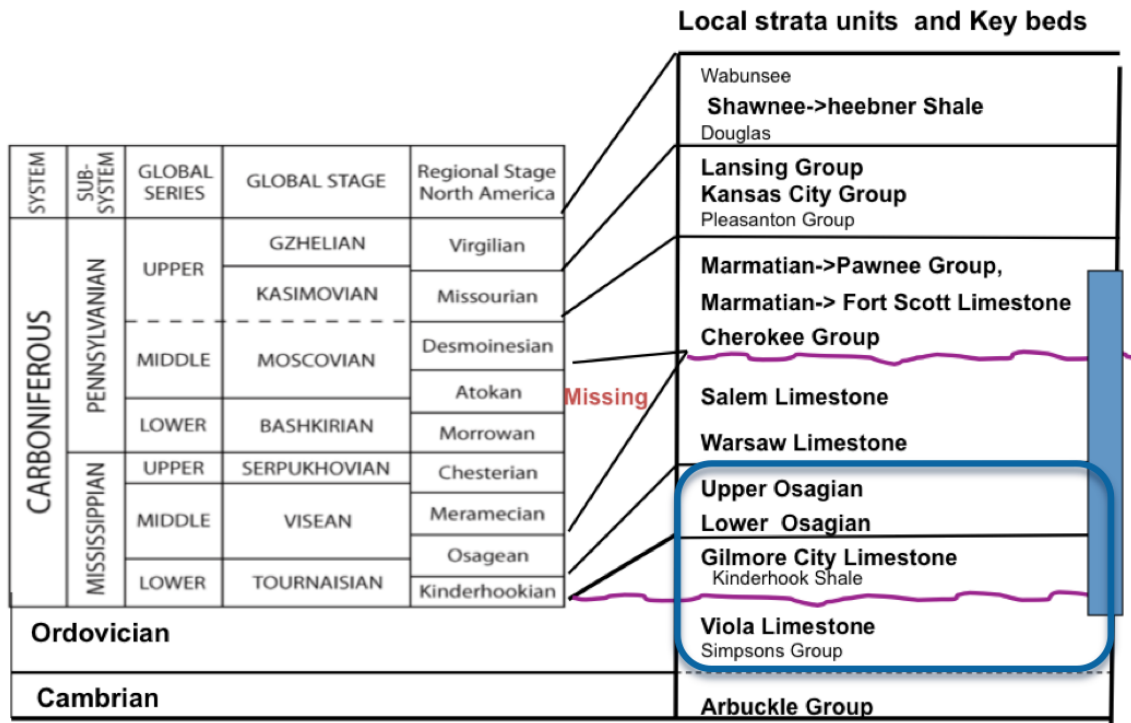 Local strata units and Key beds
Wabunsee
Shawnee->heebner Shale
Douglas
Lansing Group
Kansas City Group
Pleasanton Group
Marmatian->Pawnee Group,
Marmatian-> Fort Scott Limestone
Cherokee Group
Salem Limestone
Warsaw Limestone
Upper Osagian
Lower Osagian
Gilmore City Limestone
Kinderhook Shale
Viola Limestone
Simpsons Group
Arbuckle Group
SYSTEM
SUB-
SYSTEM
GLOBAL
SERIES
GLOBAL STAGE
Regional Stage
North America
CARBONIFEROUS
PENNSYLVANIAN
UPPER
GZHELIAN
Virgilian
KASIMOVIAN
Missourian
MIDDLE
MOSCOVIAN
Desmoinesian
Atokan
Missing
LOWER
BASHKIRIAN
Morrowan
MISSISSIPPIAN
UPPER
SERPUKHOVIAN
Chesterian
MIDDLE
VISEAN
Meramecian
Osagean
LOWER
TOURNAISIAN
Kinderhookian
Ordovician
Cambrian